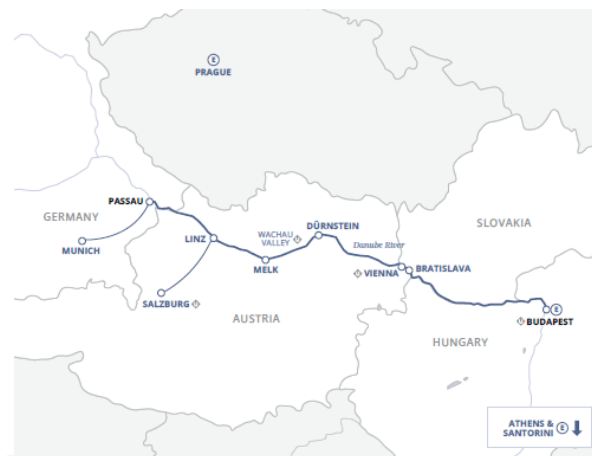 E
PRAGUE
PASSAU
GERMANY
MUNICH
LINZ
WACHAU
VALLEY
DÜRNSTEIN
Danube River
SLOVAKIA
MELK
VIENNA
BRATISLAVA
SALZBURG
AUSTRIA
E
BUDAPEST
HUNGARY
ATHENS &
SANTORINI E